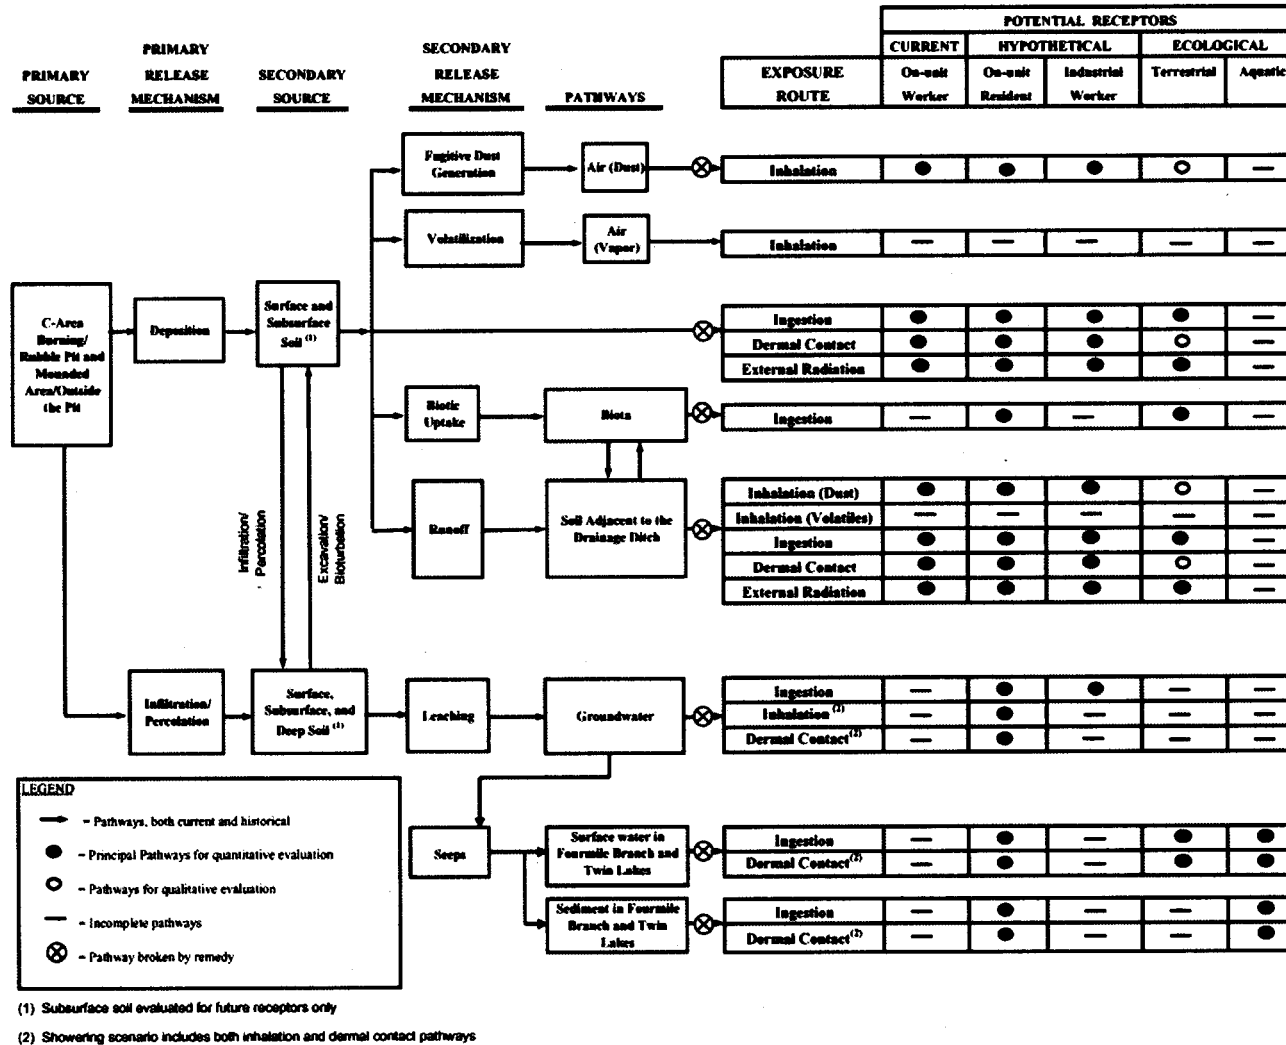 POTENTIAL RECEPTORS
CURRENT HYPOTHETICAL ECOLOGICAL
PRIMARY
SOURCE
PRIMARY
RELEASE
MECHANISM
SECONDARY
SOURCE
SECONDARY
RELEASE
MECHANISM
PATHWAYS
EXPOSURE
ROUTE
On-unit
Worker
On-unit
Resident
Industrial
Worker
Terrestrial
Aquatic
Fugitive Dust
Generation
Air (Dust)
Inhalation
Volatilization
Air
(Vapor)
Inhalation
C-Area
Burning/
Rubble Pit and
Mounded
Area/Outside
the Pit
Deposition
Surface and
Subsurface
Soil (1)
Ingestion
Dermal Contact
External Radiation
Biotic
Uptake
Biota
Ingestion
Infiltration/
Percolation
Excavation/
Bioturbation
Runoff
Soil Adjacent to the
Drainage Ditch
Inhalation (Dust)
Inhalation (Volatiles)
Ingestion
Dermal Contact
External Radiation
Infiltration/
Percolation
Surface,
Subsurface, and
Deep Soil (1)
Leaching
Groundwater
Ingestion
Inhalation (2)
Dermal Contact(2)
Seeps
Surface water in
Fourmile Branch and
Twin Lakes
Ingestion
Dermal Contact(2)
Sediment in Fourmile
Branch and Twin
Lakes
Ingestion
Dermal Contact(2)
LEGEND
– Pathways, both current and historical
– Principal Pathways for quantitative evaluation
– Pathways for qualitative evaluation
– Incomplete pathways
– Pathway broken by remedy
(1) Subsurface soil evaluated for future receptors only
(2) Showering scenario includes both inhalation and dermal contact pathways